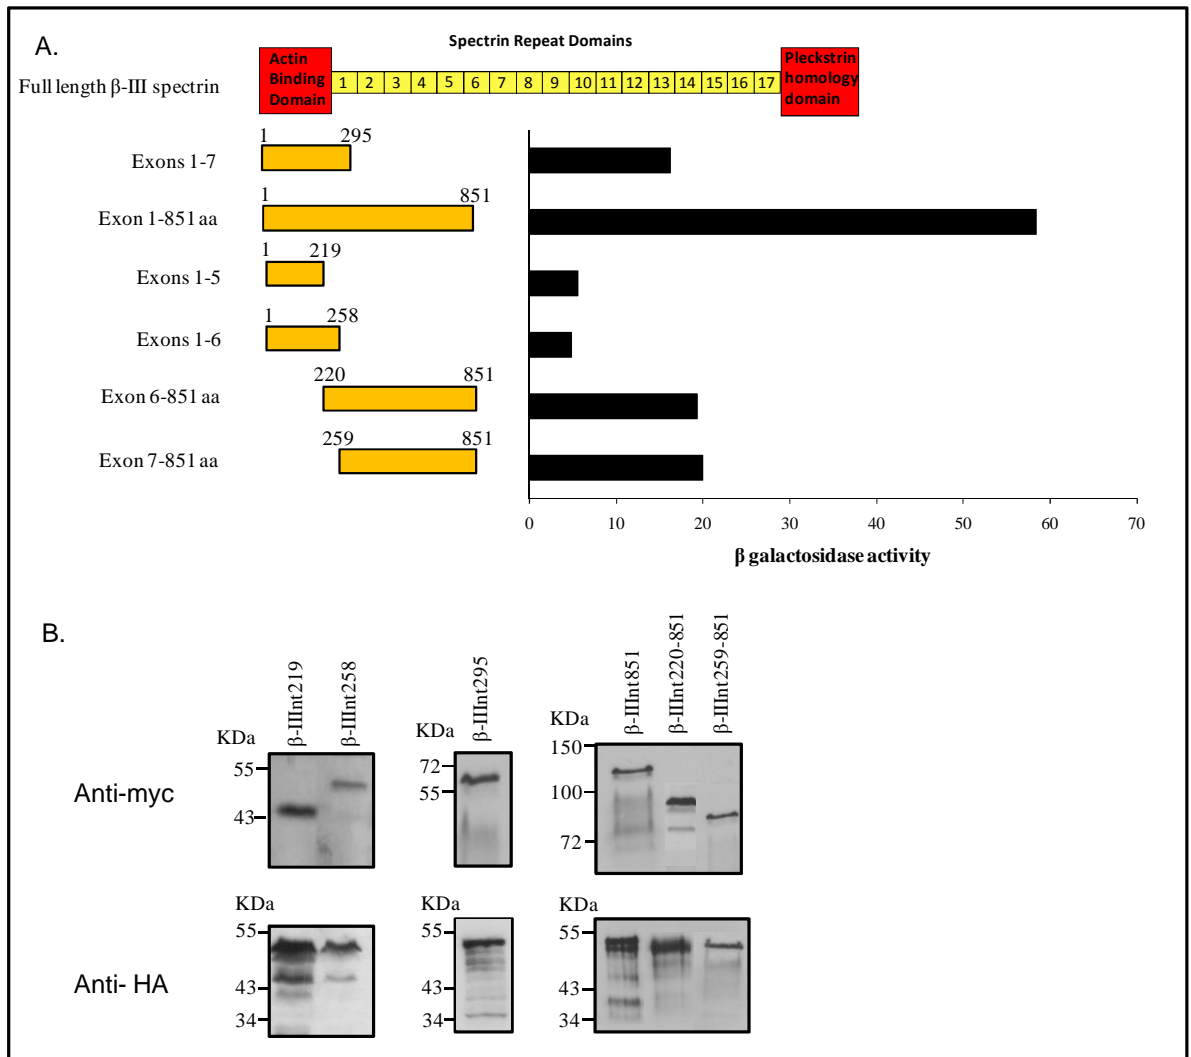 A.
Spectrin Repeat Domains
Full length β-III spectrin
Actin
Binding
Domain
1 2 3 4 5 6 7 8 9 10 11 12 13 14 15 16 17
Pleckstrin
homology
domain
Exons 1-7
1 295
Exon 1-851 aa
1 851
Exons 1-5
1 219
Exons 1-6
1 258
Exon 6-851 aa
220 851
Exon 7-851 aa
259 851
0 10 20 30 40 50 60 70
β galactosidase activity
B.
β-IIInt219
β-IIInt258
β-IIInt295
β-IIInt851
β-IIInt220-851
β-IIInt259-851
Anti-myc
KDa
55
43
KDa
72
55
KDa
150
100
72
Anti- HA
KDa
55
43
34
KDa
55
43
34
KDa
55
43
34